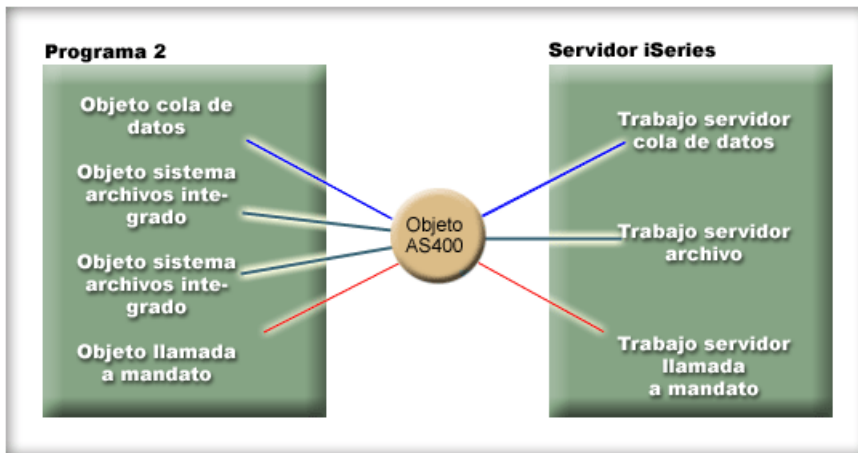 Programa 2
Objeto cola de
datos
Objeto sistema
archivos inte-
grado
Objeto sistema
archivos inte-
grado
Objeto llamada
a mandato
Objeto
AS400
Servidor iSeries
Trabajo servidor
cola de datos
Trabajo servidor
archivo
Trabajo servidor
llamada
a mandato